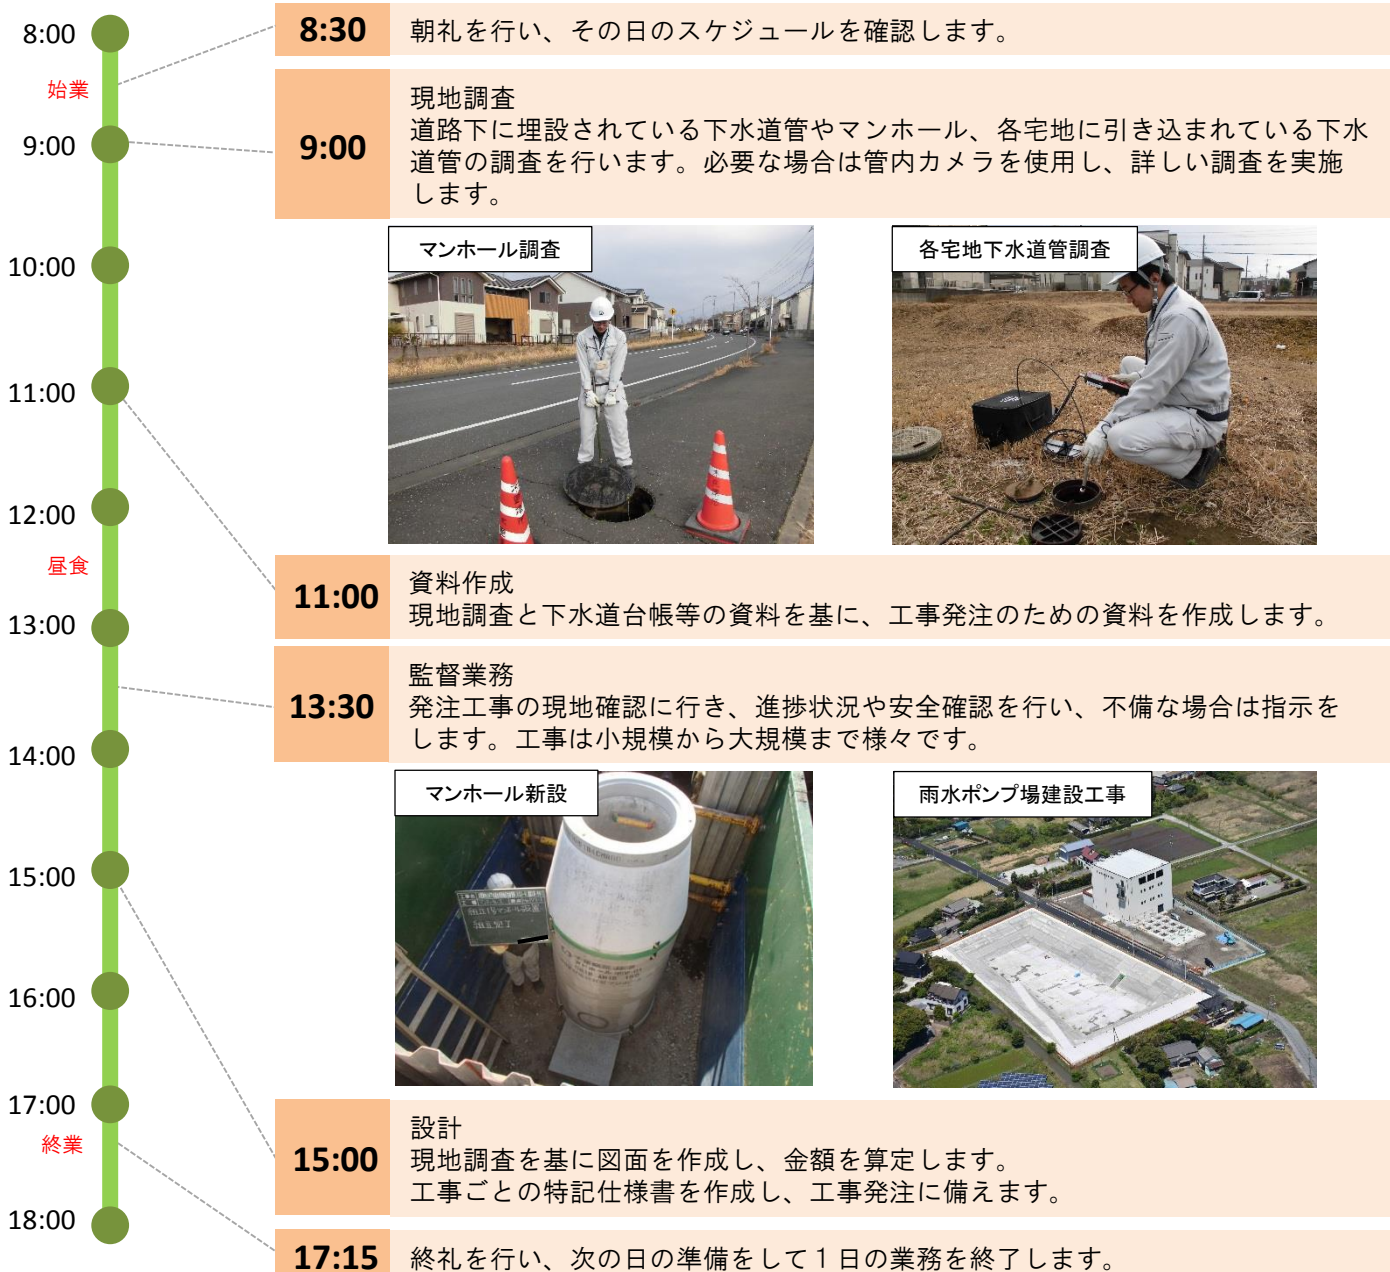 8:00
始業
9:00
10:00
11:00
12:00
昼食
13:00
14:00
15:00
16:00
17:00
終業
18:00
8:30
朝礼を行い、その日のスケジュールを確認します。
9:00
現地調査
道路下に埋設されている下水道管やマンホール、各宅地に引き込まれている下水
道管の調査を行います。必要な場合は管内カメラを使用し、詳しい調査を実施
します。
マンホール調査
各宅地下水道管調査
11:00
資料作成
現地調査と下水道台帳等の資料を基に、工事発注のための資料を作成します。
13:30
監督業務
発注工事の現地確認に行き、進捗状況や安全確認を行い、不備な場合は指示を
します。工事は小規模から大規模まで様々です。
マンホール新設
雨水ポンプ場建設工事
15:00
設計
現地調査を基に図面を作成し、金額を算定します。
工事ごとの特記仕様書を作成し、工事発注に備えます。
17:15
終礼を行い、次の日の準備をして１日の業務を終了します。